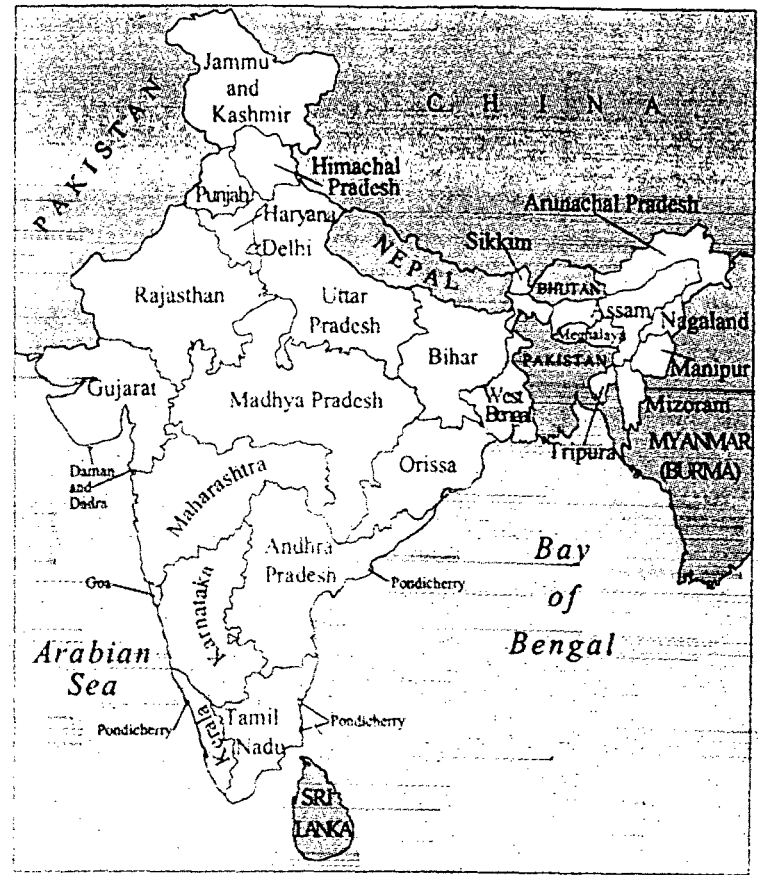 Jammu
and
Kashmir
CHINA
PAKISTAN
Himachal
Pradesh
Punjab
Haryana
Delhi
Arunachal Pradesh
Sikkim
NEPAL
BHUTAN
Rajasthan
Uttar
Pradesh
Assam
Nagaland
Meghalaya
Bihar
PAKISTAN
Manipur
Gujarat
Madhya Pradesh
West
Bengal
Mizoram
Tripura
MYANMAR
(BURMA)
Daman
and
Dadra
Orissa
Maharashtra
Andhra
Pradesh
Bay
of
Bengal
Goa
Pondicherry
Karnataka
Arabian
Sea
Pondicherry
Kerala
Tamil
Nadu
Pondicherry
SRI
LANKA